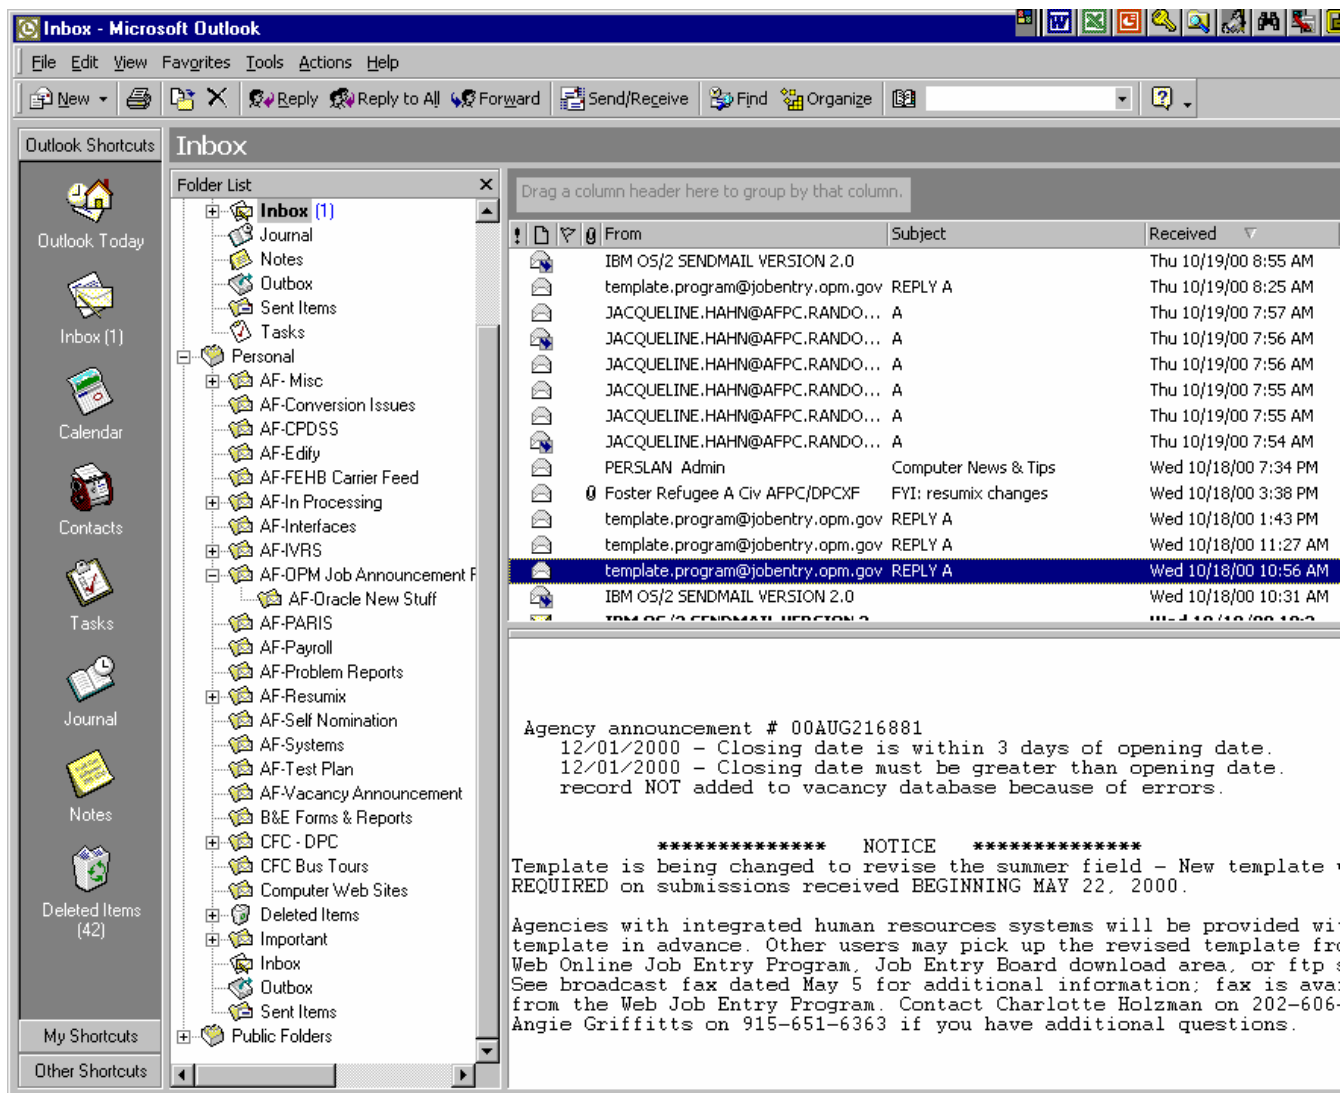 Inbox - Microsoft Outlook
File Edit View Favorites Tools Actions Help
New Reply Reply to All Forward Send/Receive Find Organize
Outlook Shortcuts
Inbox
Outlook Today
Inbox (1)
Calendar
Contacts
Tasks
Journal
Notes
Deleted Items
(42)
My Shortcuts
Other Shortcuts
Folder List
Inbox (1)
Journal
Notes
Outbox
Sent Items
Tasks
Personal
AF- Misc
AF-Conversion Issues
AF-CPDSS
AF-Edify
AF-FEHB Carrier Feed
AF-In Processing
AF-Interfaces
AF-IVRS
AF-OPM Job Announcement
AF-Oracle New Stuff
AF-PARIS
AF-Payroll
AF-Problem Reports
AF-Resumix
AF-Self Nomination
AF-Systems
AF-Test Plan
AF-Vacancy Announcement
B&E Forms & Reports
CFC - DPC
CFC Bus Tours
Computer Web Sites
Deleted Items
Important
Inbox
Outbox
Sent Items
Public Folders
Drag a column header here to group by that column.
! From Subject Received
IBM OS/2 SENDMAIL VERSION 2.0 Thu 10/19/00 8:55 AM
template.program@jobentry.opm.gov REPLY A Thu 10/19/00 8:25 AM
JACQUELINE.HAHN@AFPC.RANDO... A Thu 10/19/00 7:57 AM
JACQUELINE.HAHN@AFPC.RANDO... A Thu 10/19/00 7:56 AM
JACQUELINE.HAHN@AFPC.RANDO... A Thu 10/19/00 7:56 AM
JACQUELINE.HAHN@AFPC.RANDO... A Thu 10/19/00 7:55 AM
JACQUELINE.HAHN@AFPC.RANDO... A Thu 10/19/00 7:55 AM
JACQUELINE.HAHN@AFPC.RANDO... A Thu 10/19/00 7:54 AM
PERSLAN Admin Computer News & Tips Wed 10/18/00 7:34 PM
Foster Refugee A Civ AFPC/DPCXF FYI: resumix changes Wed 10/18/00 3:38 PM
template.program@jobentry.opm.gov REPLY A Wed 10/18/00 1:43 PM
template.program@jobentry.opm.gov REPLY A Wed 10/18/00 11:27 AM
template.program@jobentry.opm.gov REPLY A Wed 10/18/00 10:56 AM
IBM OS/2 SENDMAIL VERSION 2.0 Wed 10/18/00 10:31 AM
IBM OS/2 SENDMAIL VERSION 2
Agency announcement # 00AUG216881
12/01/2000 - Closing date is within 3 days of opening date.
12/01/2000 - Closing date must be greater than opening date.
record NOT added to vacancy database because of errors.
************** NOTICE **************
Template is being changed to revise the summer field - New template
REQUIRED on submissions received BEGINNING MAY 22, 2000.
Agencies with integrated human resources systems will be provided
template in advance. Other users may pick up the revised template
Web Online Job Entry Program, Job Entry Board download area, or ftp
See broadcast fax dated May 5 for additional information; fax is
from the Web Job Entry Program. Contact Charlotte Holzman on 202-606-
Angie Griffitts on 915-651-6363 if you have additional questions.